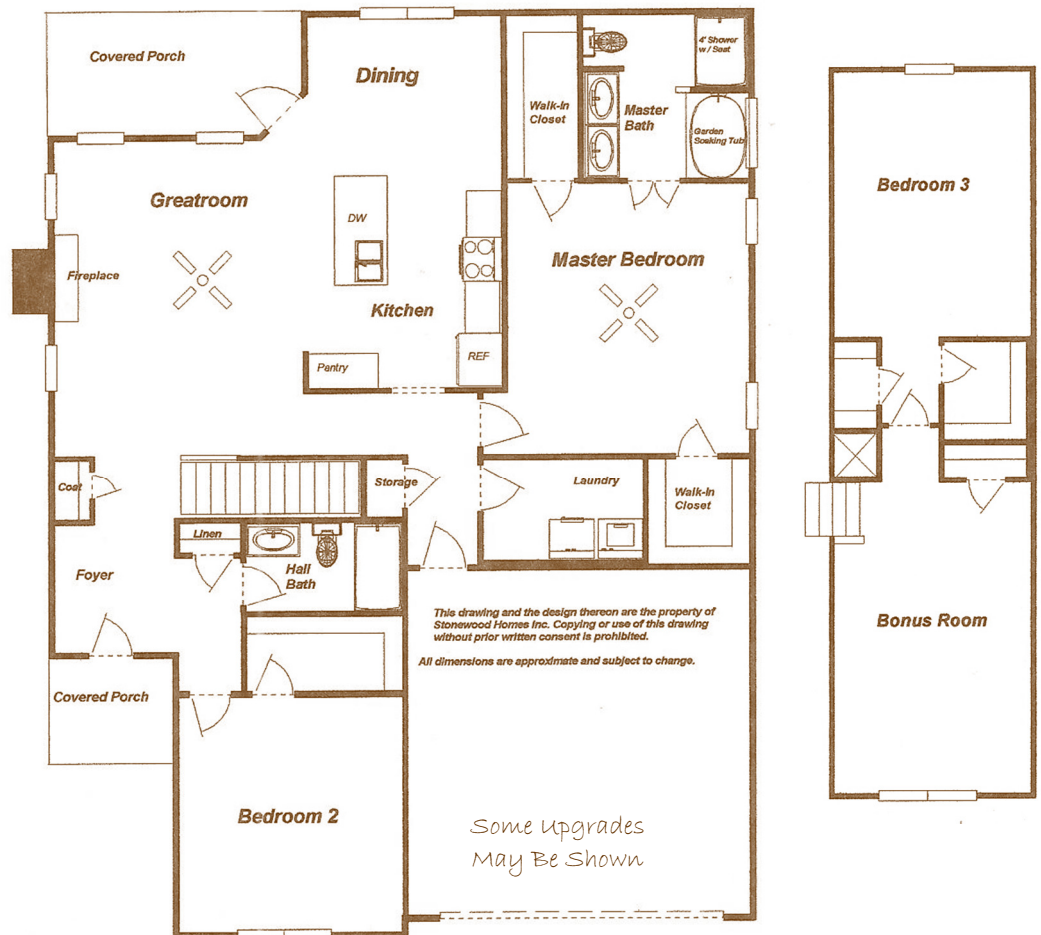 Covered Porch
Dining
Walk-In
Closet
4' Shower
w / Seat
Master
Bath
Garden
Soaking Tub
Greatroom
DW
Fireplace
Kitchen
Master Bedroom
Pantry
REF
Bedroom 3
Coat
Storage
Laundry
Walk-In
Closet
Linen
Hall
Bath
Foyer
This drawing and the design thereon are the property of
Stonewood Homes Inc. Copying or use of this drawing
without prior written consent is prohibited.
All dimensions are approximate and subject to change.
Covered Porch
Bonus Room
Bedroom 2
Some Upgrades
May Be Shown